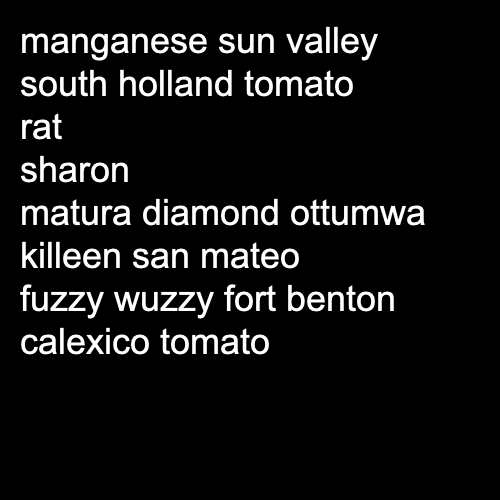 manganese sun valley
south holland tomato
rat
sharon
matura diamond ottumwa
killeen san mateo
fuzzy wuzzy fort benton
calexico tomato